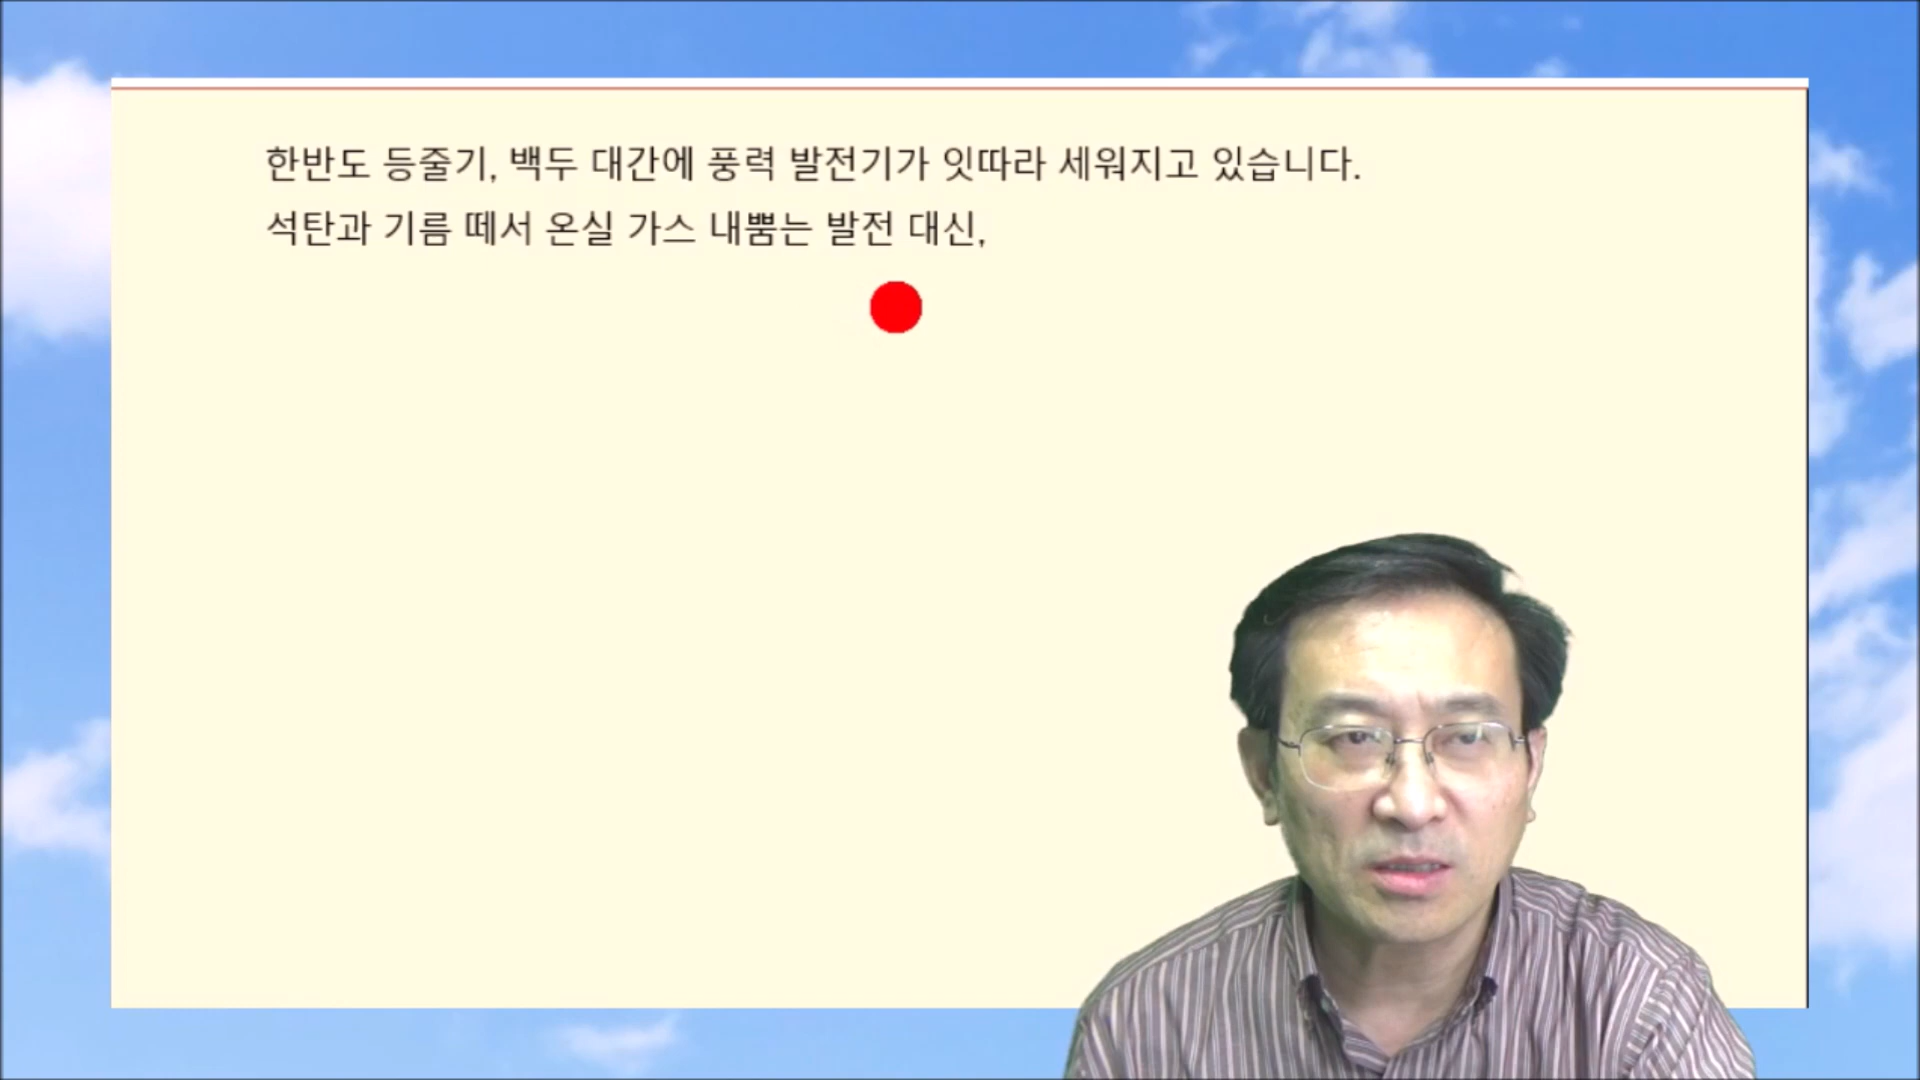 한반도 등줄기, 백두 대간에 풍력 발전기가 잇따라 세워지고 있습니다.
석탄과 기름 떼서 온실 가스 내뿜는 발전 대신,